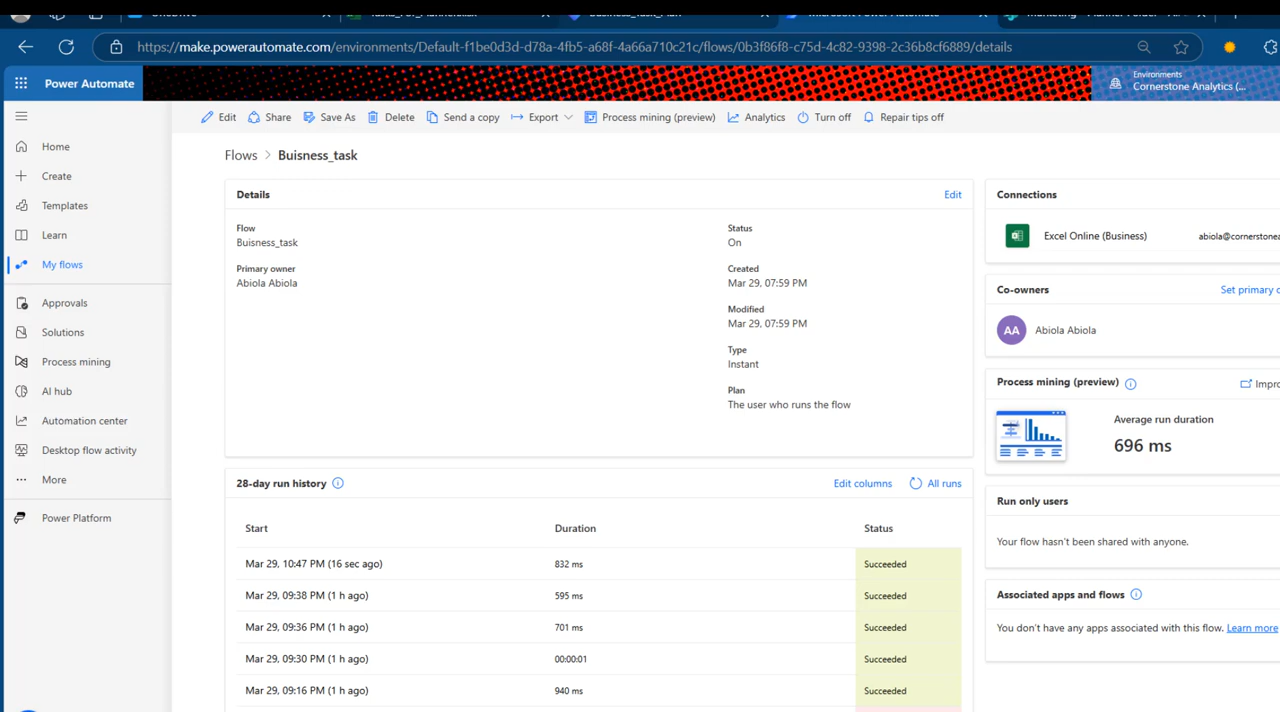 https://make.powerautomate.com/environments/Default-f1be0d3d-d78a-4fb5-a68f-4a66a710c21c/flows/0b3f86f8-c75d-4c82-9398-2c36b8cf6889/details
Power Automate
Environments
Cornerstone Analytics (...
Edit
Share
Save As
Delete
Send a copy
Export
Process mining (preview)
Analytics
Turn off
Repair tips off
Home
Create
Templates
Learn
My flows
Approvals
Solutions
Process mining
AI hub
Automation center
Desktop flow activity
More
Power Platform
Flows > Buisness_task
Details
Edit
Flow
Buisness_task
Primary owner
Abiola Abiola
Status
On
Created
Mar 29, 07:59 PM
Modified
Mar 29, 07:59 PM
Type
Instant
Plan
The user who runs the flow
28-day run history
Edit columns
All runs
Start Duration Status
Mar 29, 10:47 PM (16 sec ago) 832 ms Succeeded
Mar 29, 09:38 PM (1 h ago) 595 ms Succeeded
Mar 29, 09:36 PM (1 h ago) 701 ms Succeeded
Mar 29, 09:30 PM (1 h ago) 00:00:01 Succeeded
Mar 29, 09:16 PM (1 h ago) 940 ms Succeeded
Connections
Excel Online (Business) abiola@cornerstonea
Co-owners
Set primary
AA Abiola Abiola
Process mining (preview)
Average run duration
696 ms
Run only users
Your flow hasn't been shared with anyone.
Associated apps and flows
You don't have any apps associated with this flow. Learn more